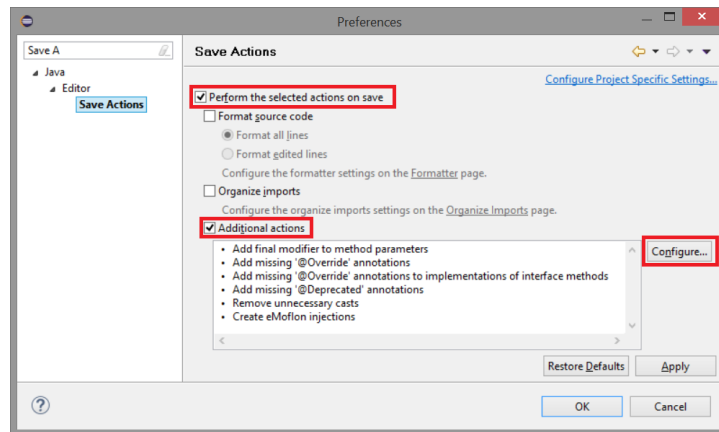 Preferences
Save A
Save Actions
Java
Editor
Save Actions
Configure Project Specific Settings...
Perform the selected actions on save
Format source code
Format all lines
Format edited lines
Configure the formatter settings on the Formatter page.
Organize imports
Configure the organize imports settings on the Organize Imports page.
Additional actions
• Add final modifier to method parameters
• Add missing '@Override' annotations
• Add missing '@Override' annotations to implementations of interface methods
• Add missing '@Deprecated' annotations
• Remove unnecessary casts
• Create eMoflon injections
Configure...
Restore Defaults
Apply
OK
Cancel